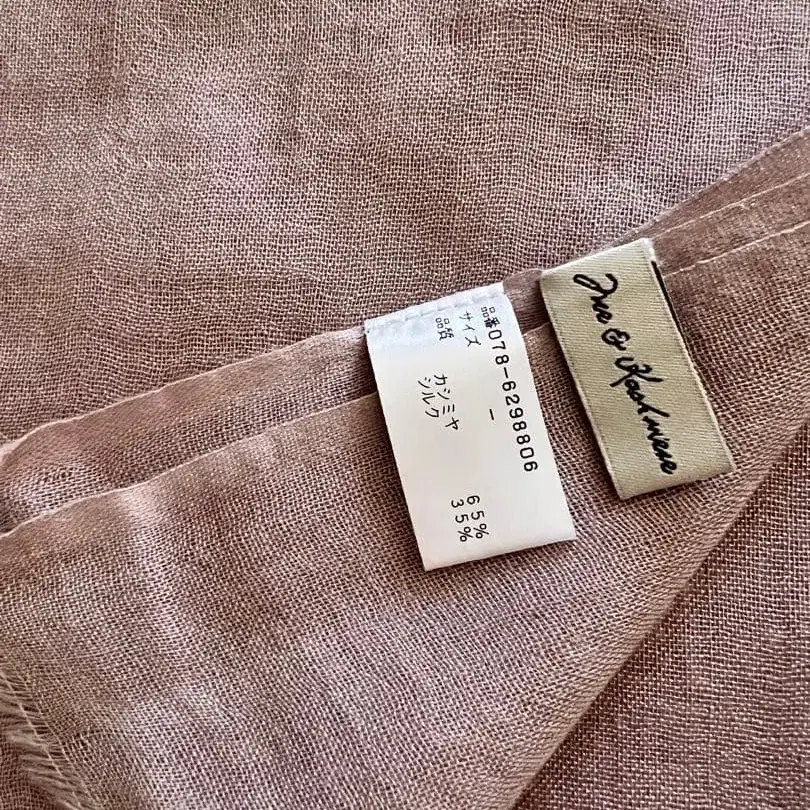 品番078-6298806
サイズ -
品質 カシミヤ 65%
シルク 35%
& Kashmere